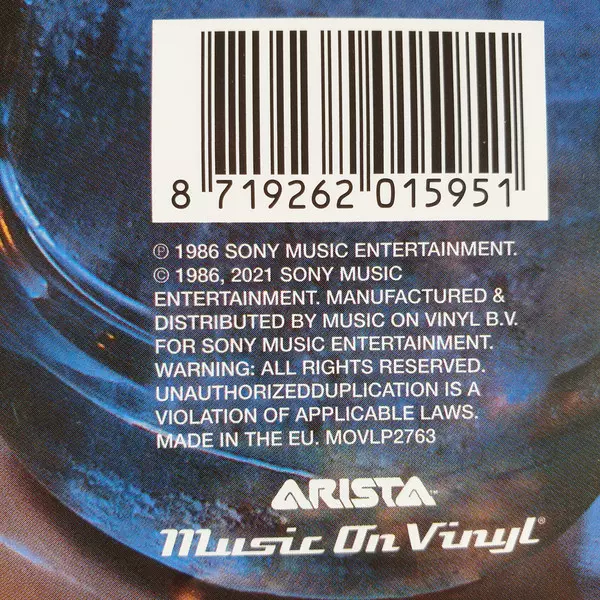 8 719262 015951
℗ 1986 SONY MUSIC ENTERTAINMENT.
© 1986, 2021 SONY MUSIC
ENTERTAINMENT. MANUFACTURED &
DISTRIBUTED BY MUSIC ON VINYL B.V.
FOR SONY MUSIC ENTERTAINMENT.
WARNING: ALL RIGHTS RESERVED.
UNAUTHORIZEDDUPLICATION IS A
VIOLATION OF APPLICABLE LAWS.
MADE IN THE EU. MOVLP2763
ARISTA™
Music On Vinyl®